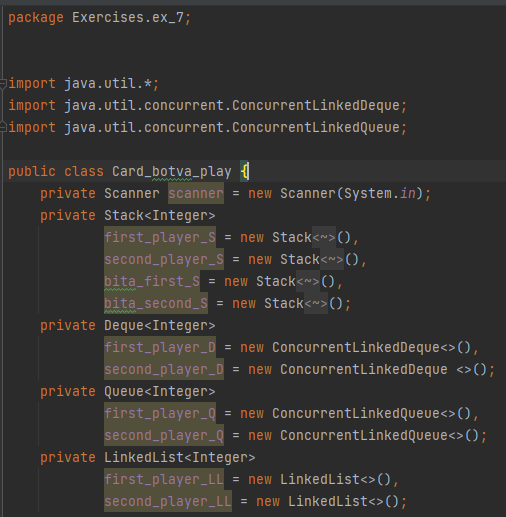 package Exercises.ex_7;
import java.util.*;
import java.util.concurrent.ConcurrentLinkedDeque;
import java.util.concurrent.ConcurrentLinkedQueue;
public class Card_botva_play {
private Scanner scanner = new Scanner(System.in);
private Stack<Integer>
first_player_S = new Stack<~>(),
second_player_S = new Stack<~>(),
bita_first_S = new Stack<~>(),
bita_second_S = new Stack<~>();
private Deque<Integer>
first_player_D = new ConcurrentLinkedDeque<>(),
second_player_D = new ConcurrentLinkedDeque <>();
private Queue<Integer>
first_player_Q = new ConcurrentLinkedQueue<>(),
second_player_Q = new ConcurrentLinkedQueue<>();
private LinkedList<Integer>
first_player_LL = new LinkedList<>(),
second_player_LL = new LinkedList<>();